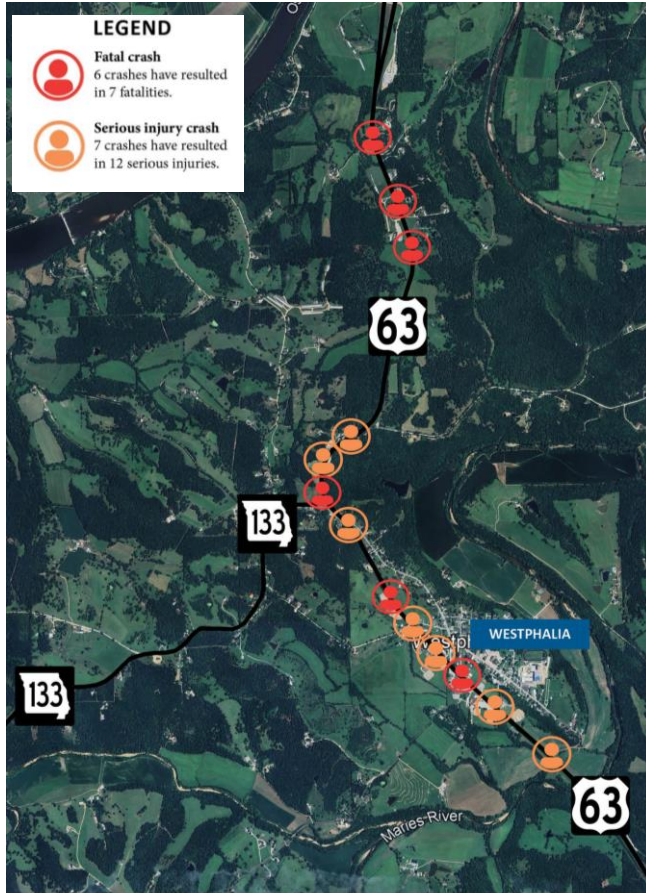 LEGEND
Fatal crash
6 crashes have resulted
in 7 fatalities.
Serious injury crash
7 crashes have resulted
in 12 serious injuries.
63
133
WESTPHALIA
133
63
Maries River